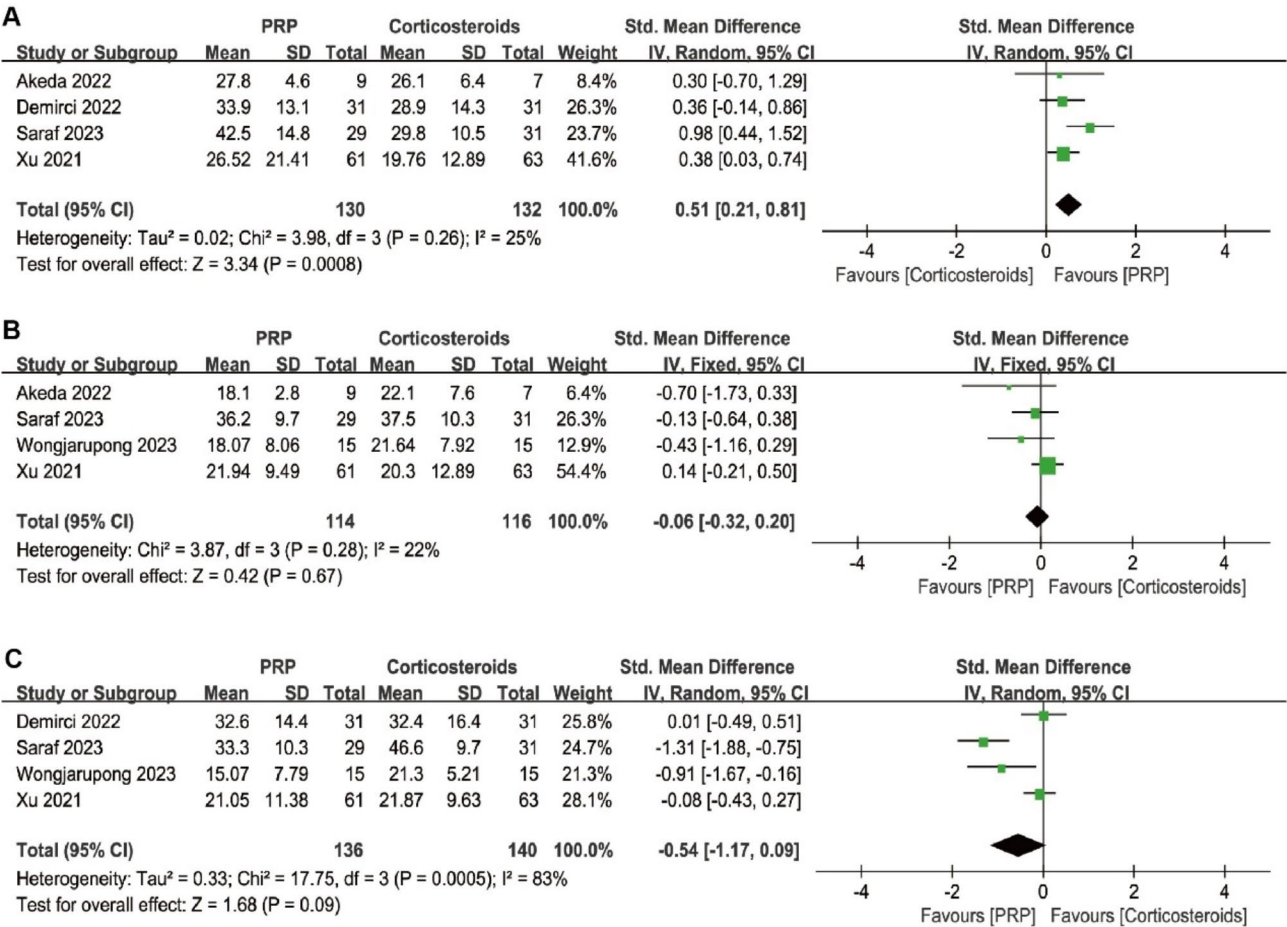 A
PRP Corticosteroids Std. Mean Difference Std. Mean Difference
Study or Subgroup Mean SD Total Mean SD Total Weight IV, Random, 95% CI IV, Random, 95% CI
Akeda 2022 27.8 4.6 9 26.1 6.4 7 8.4% 0.30 [-0.70, 1.29]
Demirci 2022 33.9 13.1 31 28.9 14.3 31 26.3% 0.36 [-0.14, 0.86]
Saraf 2023 42.5 14.8 29 29.8 10.5 31 23.7% 0.98 [0.44, 1.52]
Xu 2021 26.52 21.41 61 19.76 12.89 63 41.6% 0.38 [0.03, 0.74]
Total (95% CI) 130 132 100.0% 0.51 [0.21, 0.81]
Heterogeneity: Tau² = 0.02; Chi² = 3.98, df = 3 (P = 0.26); I² = 25%
Test for overall effect: Z = 3.34 (P = 0.0008)
-4 -2 0 2 4
Favours [Corticosteroids] Favours [PRP]
B
PRP Corticosteroids Std. Mean Difference Std. Mean Difference
Study or Subgroup Mean SD Total Mean SD Total Weight IV, Fixed, 95% CI IV, Fixed, 95% CI
Akeda 2022 18.1 2.8 9 22.1 7.6 7 6.4% -0.70 [-1.73, 0.33]
Saraf 2023 36.2 9.7 29 37.5 10.3 31 26.3% -0.13 [-0.64, 0.38]
Wongjarupong 2023 18.07 8.06 15 21.64 7.92 15 12.9% -0.43 [-1.16, 0.29]
Xu 2021 21.94 9.49 61 20.3 12.89 63 54.4% 0.14 [-0.21, 0.50]
Total (95% CI) 114 116 100.0% -0.06 [-0.32, 0.20]
Heterogeneity: Chi² = 3.87, df = 3 (P = 0.28); I² = 22%
Test for overall effect: Z = 0.42 (P = 0.67)
-4 -2 0 2 4
Favours [PRP] Favours [Corticosteroids]
C
PRP Corticosteroids Std. Mean Difference Std. Mean Difference
Study or Subgroup Mean SD Total Mean SD Total Weight IV, Random, 95% CI IV, Random, 95% CI
Demirci 2022 32.6 14.4 31 32.4 16.4 31 25.8% 0.01 [-0.49, 0.51]
Saraf 2023 33.3 10.3 29 46.6 9.7 31 24.7% -1.31 [-1.88, -0.75]
Wongjarupong 2023 15.07 7.79 15 21.3 5.21 15 21.3% -0.91 [-1.67, -0.16]
Xu 2021 21.05 11.38 61 21.87 9.63 63 28.1% -0.08 [-0.43, 0.27]
Total (95% CI) 136 140 100.0% -0.54 [-1.17, 0.09]
Heterogeneity: Tau² = 0.33; Chi² = 17.75, df = 3 (P = 0.0005); I² = 83%
Test for overall effect: Z = 1.68 (P = 0.09)
-4 -2 0 2 4
Favours [PRP] Favours [Corticosteroids]